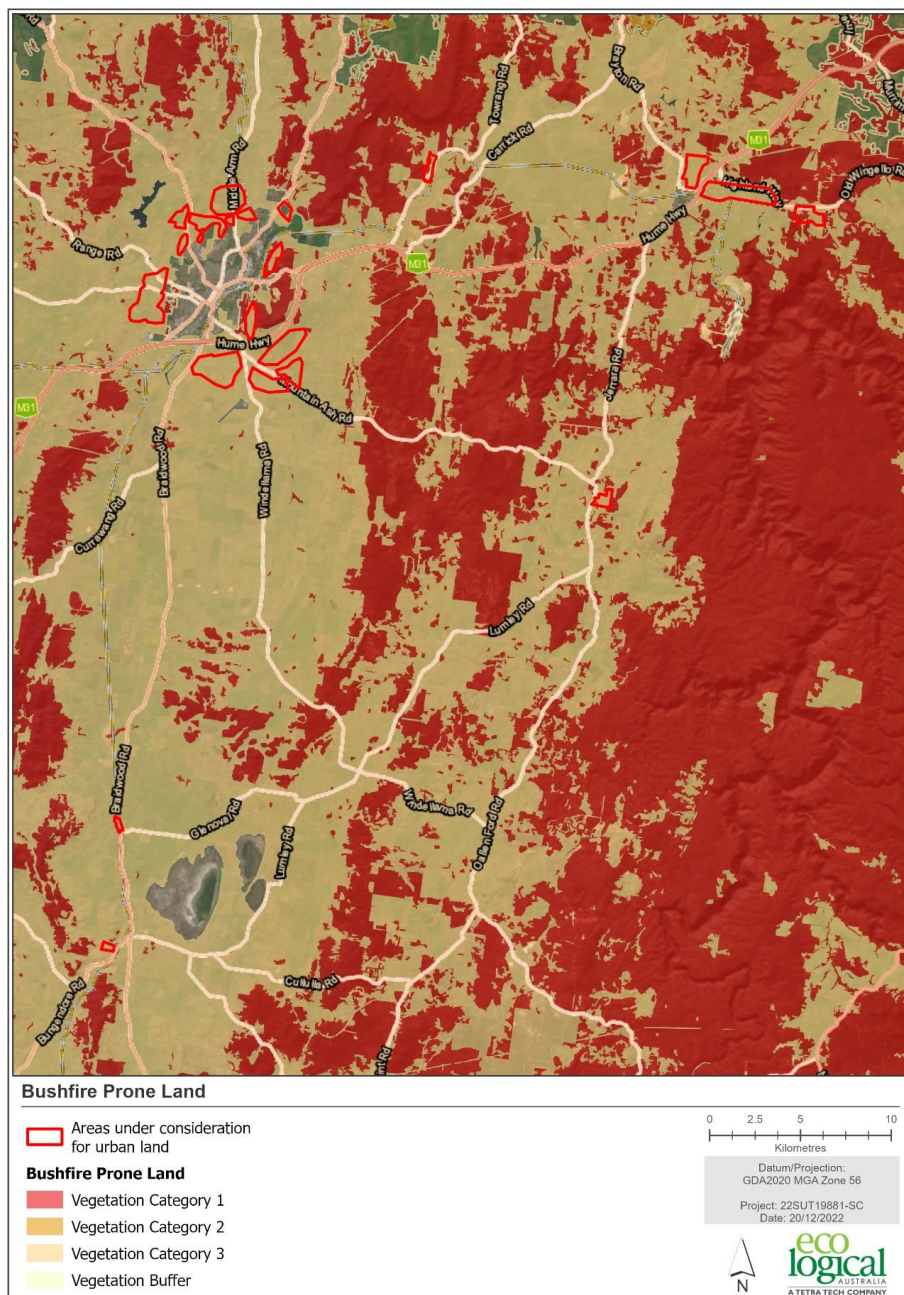 Middle Arm Rd
Towrang Rd
Carrick Rd
M31
Highland Way
Old Wingello Rd
Range Rd
Hume Hwy
M31
Jerrara Rd
Hume Hwy
Mountain Ash Rd
M31
Braidwood Rd
Windellama Rd
Currawang Rd
Lumley Rd
Braidwood Rd
Glenoval Rd
Windellama Rd
Lumley Rd
Oallen Ford Rd
Cullulla Rd
Bungendore Rd
Bushfire Prone Land
Areas under consideration
for urban land
Bushfire Prone Land
Vegetation Category 1
Vegetation Category 2
Vegetation Category 3
Vegetation Buffer
0 2.5 5 10
Kilometres
Datum/Projection:
GDA2020 MGA Zone 56
Project: 22SUT19881-SC
Date: 20/12/2022
N
eco
logical
AUSTRALIA
A TETRA TECH COMPANY